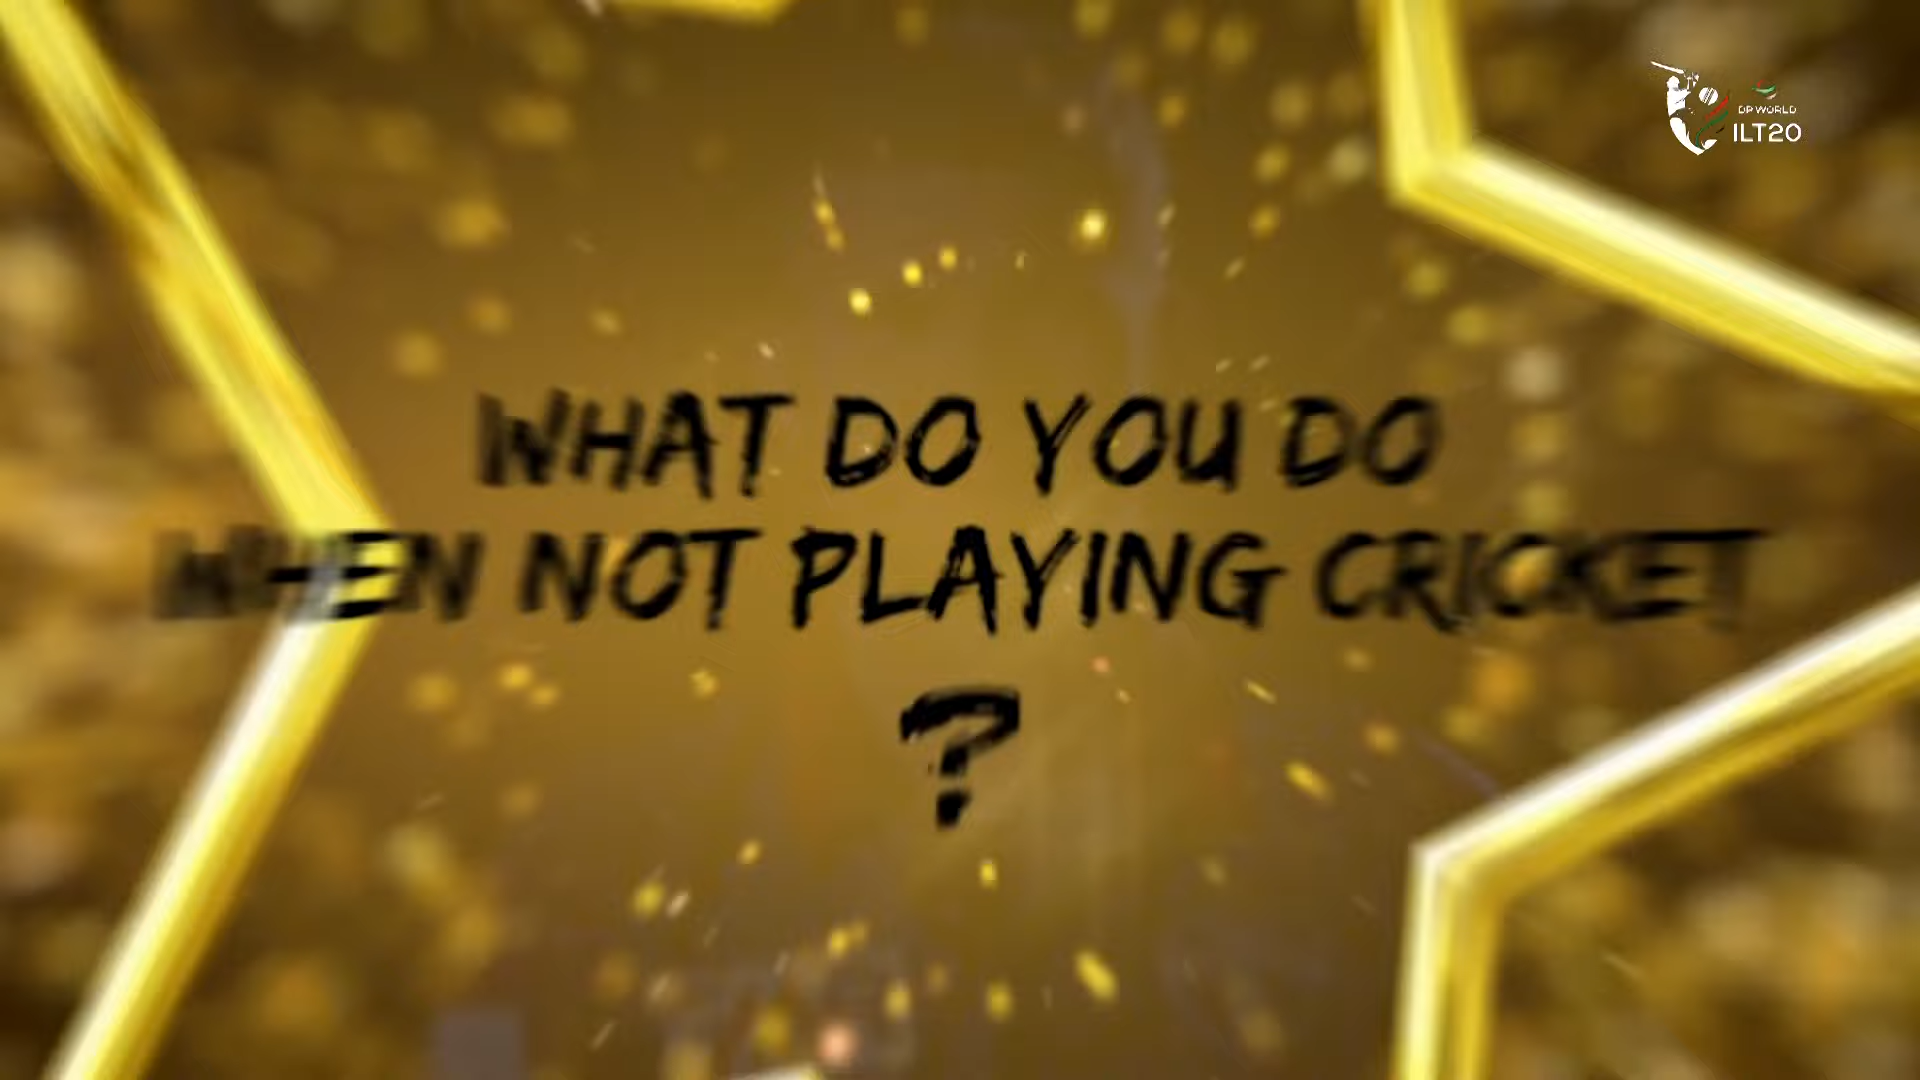 DP WORLD
ILT20
WHAT DO YOU DO
WHEN NOT PLAYING CRICKET
?